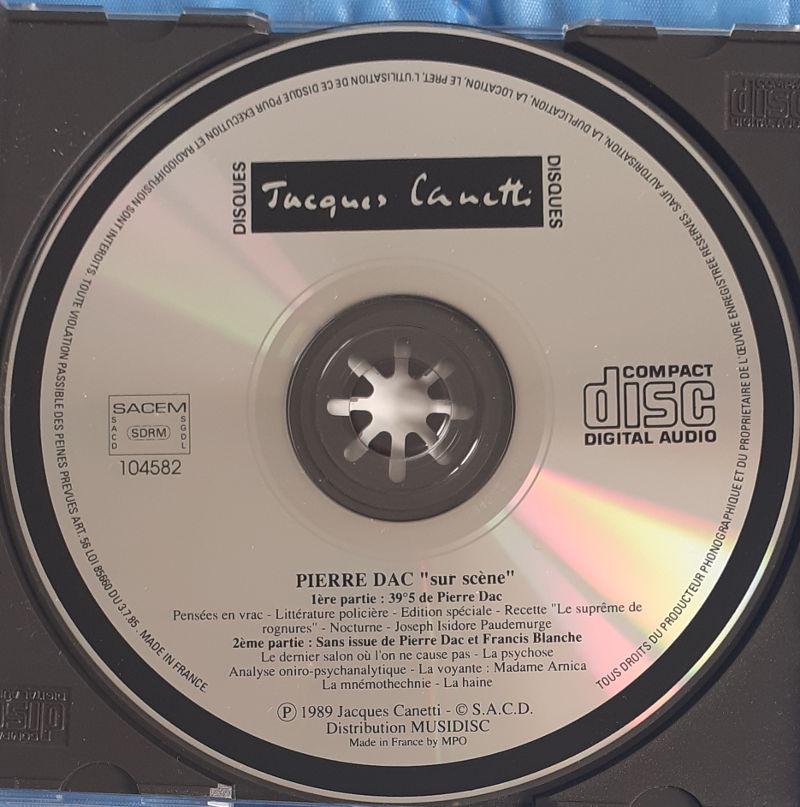 TOUS DROITS DU PRODUCTEUR PHONOGRAPHIQUE ET DU PROPRIETAIRE DE L'ŒUVRE ENREGISTREE RESERVES. SAUF AUTORISATION, LA DUPLICATION, LA LOCATION, LE PRET, L'UTILISATION DE CE DISQUE POUR EXECUTION ET RADIODIFFUSION SONT INTERDITS. TOUTE VIOLATION PASSIBLE DES PEINES PREVUES ART. 56 LOI 85660 DU 3.7.85. MADE IN FRANCE
DISQUES
Jacques Canetti
DISQUES
SACEM
SACD
SDRM
SGDL
104582
COMPACT
disc
DIGITAL AUDIO
PIERRE DAC "sur scène"
1ère partie : 39°5 de Pierre Dac
Pensées en vrac - Littérature policière - Edition spéciale - Recette "Le suprême de
rognures" - Nocturne - Joseph Isidore Paudemurge
2ème partie : Sans issue de Pierre Dac et Francis Blanche
Le dernier salon où l'on ne cause pas - La psychose
Analyse oniro-psychanalytique - La voyante : Madame Arnica
La mnémothechnie - La haine
Ⓟ 1989 Jacques Canetti - © S.A.C.D.
Distribution MUSIDISC
Made in France by MPO